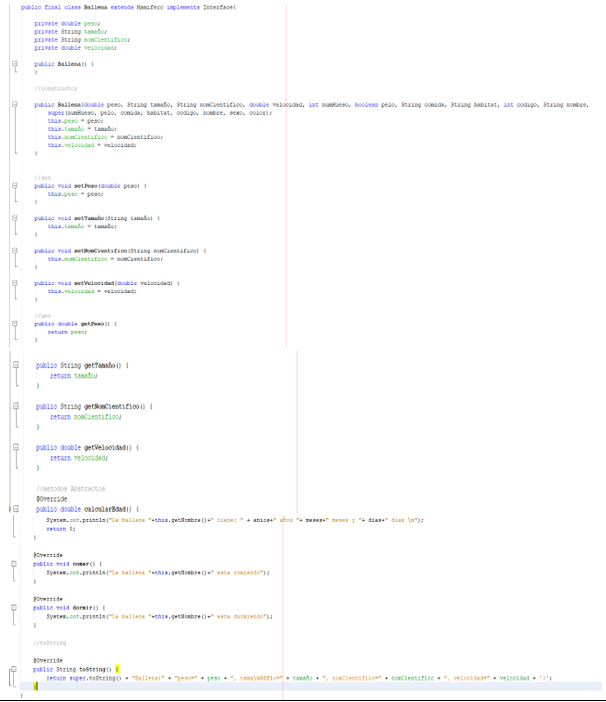 public final class Ballena extends Mamifero implements Interface{
private double peso;
private String tamaño;
private String nomCientifico;
private double velocidad;
public Ballena() {
}
//constructor
public Ballena(double peso, String tamaño, String nomCientifico, double velocidad, int numHueso, boolean pelo, String comida, String habitat, int codigo, String nombre,
super(numHueso, pelo, comida, habitat, codigo, nombre, sexo, color);
this.peso = peso;
this.tamaño = tamaño;
this.nomCientifico = nomCientifico;
this.velocidad = velocidad;
}
//set
public void setPeso(double peso) {
this.peso = peso;
}
public void setTamaño(String tamaño) {
this.tamaño = tamaño;
}
public void setNomCientifico(String nomCientifico) {
this.nomCientifico = nomCientifico;
}
public void setVelocidad(double velocidad) {
this.velocidad = velocidad;
}
//get
public double getPeso() {
return peso;
}
public String getTamaño() {
return tamaño;
}
public String getNomCientifico() {
return nomCientifico;
}
public double getVelocidad() {
return velocidad;
}
//metodos Abstractos
@Override
public double calcularEdad() {
System.out.println("La ballena "+this.getNombre()+" tiene: " + anios+" años "+ meses+" meses y "+ dias+" dias \n");
return 0;
}
@Override
public void comer() {
System.out.println("La ballena "+this.getNombre()+" esta comiendo");
}
@Override
public void dormir() {
System.out.println("La ballena "+this.getNombre()+" esta durmiendo");
}
//toString
@Override
public String toString() {
return super.toString() + "Ballena{" + "peso=" + peso + ", + tamaño + ", nomCientifico=" + nomCientifico + ", velocidad=" + velocidad + '}';
}
}